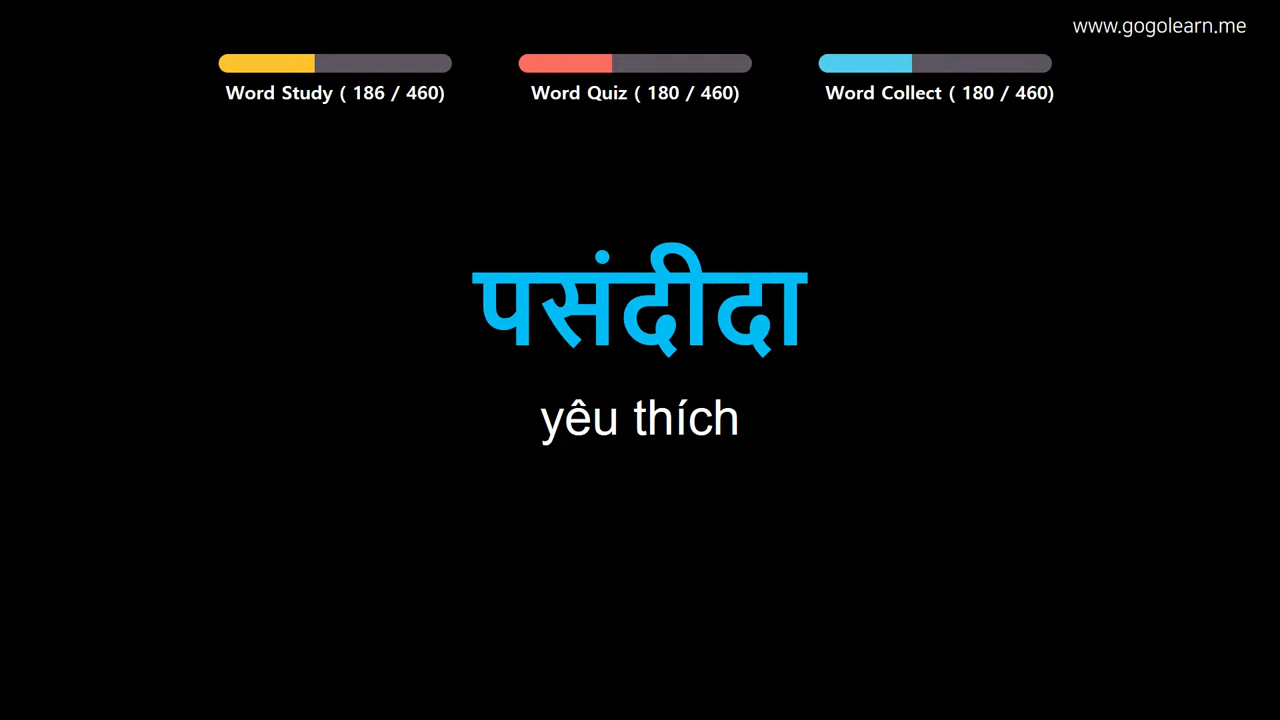 www.gogolearn.me
Word Study ( 186 / 460)
Word Quiz ( 180 / 460)
Word Collect ( 180 / 460)
पसंदीदा
yêu thích